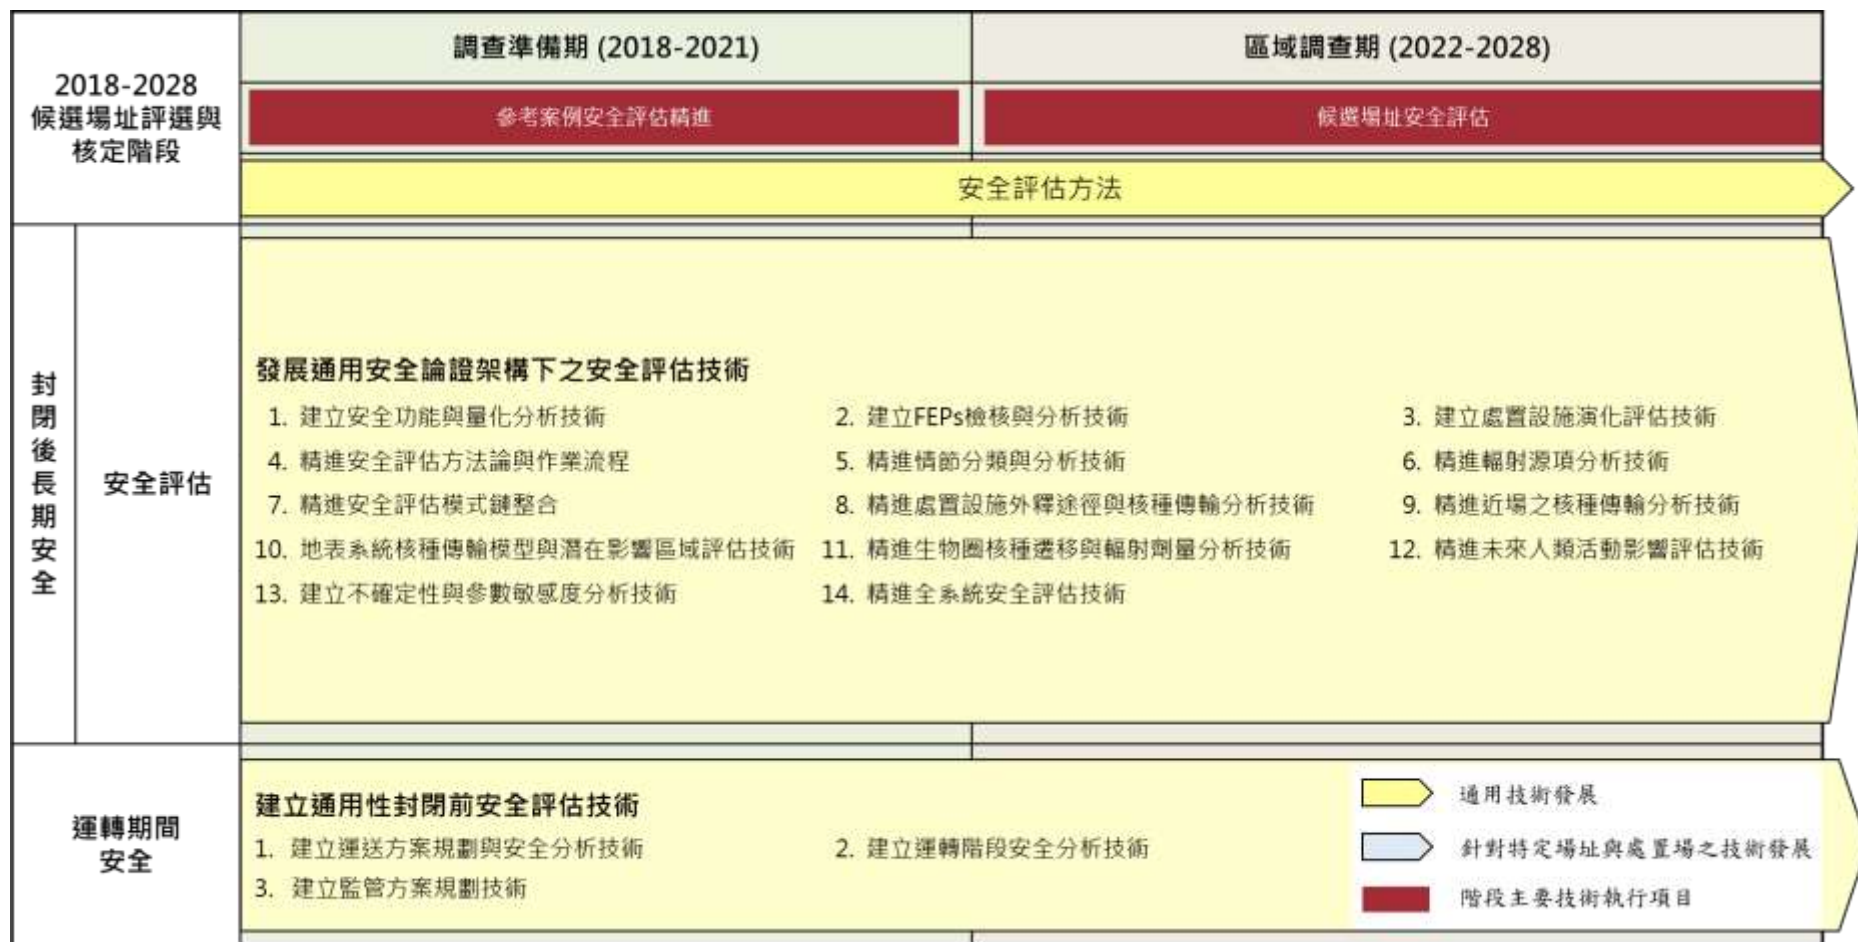 2018-2028
候選場址評選與
核定階段
調查準備期 (2018-2021)
區域調查期 (2022-2028)
參考案例安全評估精進
候選場址安全評估
安全評估方法
封閉後長期安全
安全評估
發展通用安全論證架構下之安全評估技術
1. 建立安全功能與量化分析技術
2. 建立FEPs檢核與分析技術
3. 建立處置設施演化評估技術
4. 精進安全評估方法論與作業流程
5. 精進情節分類與分析技術
6. 精進輻射源項分析技術
7. 精進安全評估模式鏈整合
8. 精進處置設施外釋途徑與核種傳輸分析技術
9. 精進近場之核種傳輸分析技術
10. 地表系統核種傳輸模型與潛在影響區域評估技術
11. 精進生物圈核種遷移與輻射劑量分析技術
12. 精進未來人類活動影響評估技術
13. 建立不確定性與參數敏感度分析技術
14. 精進全系統安全評估技術
運轉期間
安全
建立通用性封閉前安全評估技術
1. 建立運送方案規劃與安全分析技術
2. 建立運轉階段安全分析技術
3. 建立監管方案規劃技術
通用技術發展
針對特定場址與處置場之技術發展
階段主要技術執行項目